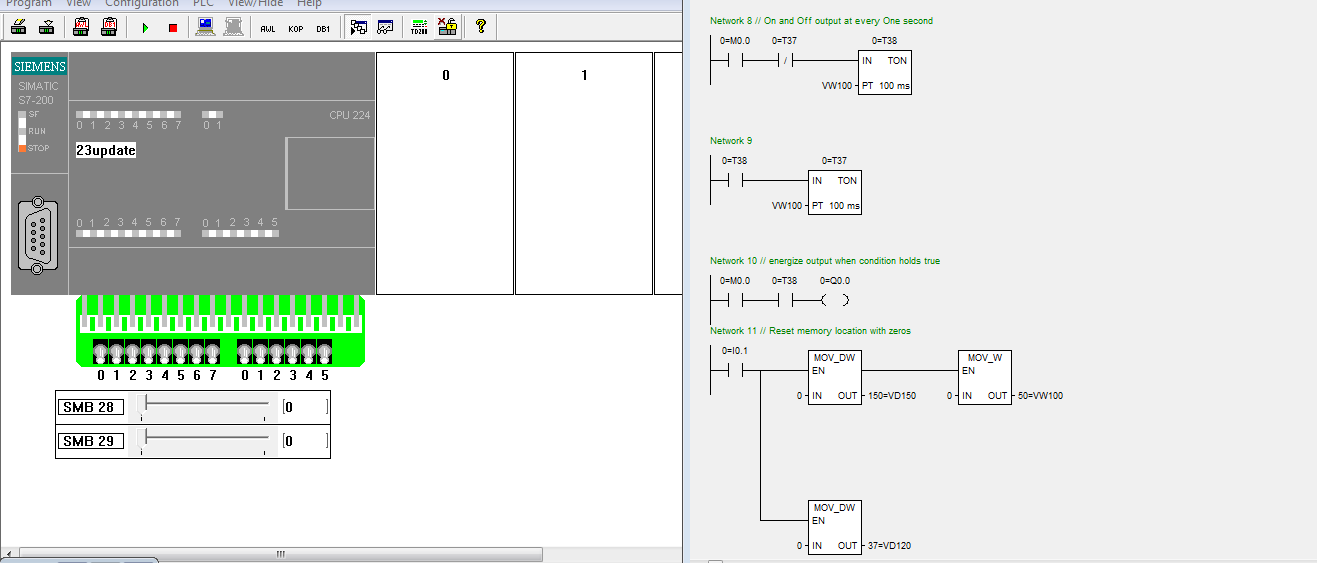 Program View Configuration PLC View/Hide Help
AWL DB1
AWL KOP DB1 TD200 ?
SIEMENS
SIMATIC
S7-200
SF
RUN
STOP
0 1 2 3 4 5 6 7 0 1
CPU 224
23update
0 1 2 3 4 5 6 7 0 1 2 3 4 5
0 1 2 3 4 5 6 7 0 1 2 3 4 5
SMB 28 [0 ]
SMB 29 [0 ]
0
1
Network 8 // On and Off output at every One second
0=M0.0 0=T37 0=T38
/ IN TON
VW100 PT 100 ms
Network 9
0=T38 0=T37
IN TON
VW100 PT 100 ms
Network 10 // energize output when condition holds true
0=M0.0 0=T38 0=Q0.0
Network 11 // Reset memory location with zeros
0=I0.1 MOV_DW MOV_W
EN EN
0 IN OUT 150=VD150 0 IN OUT 50=VW100
MOV_DW
EN
0 IN OUT 37=VD120